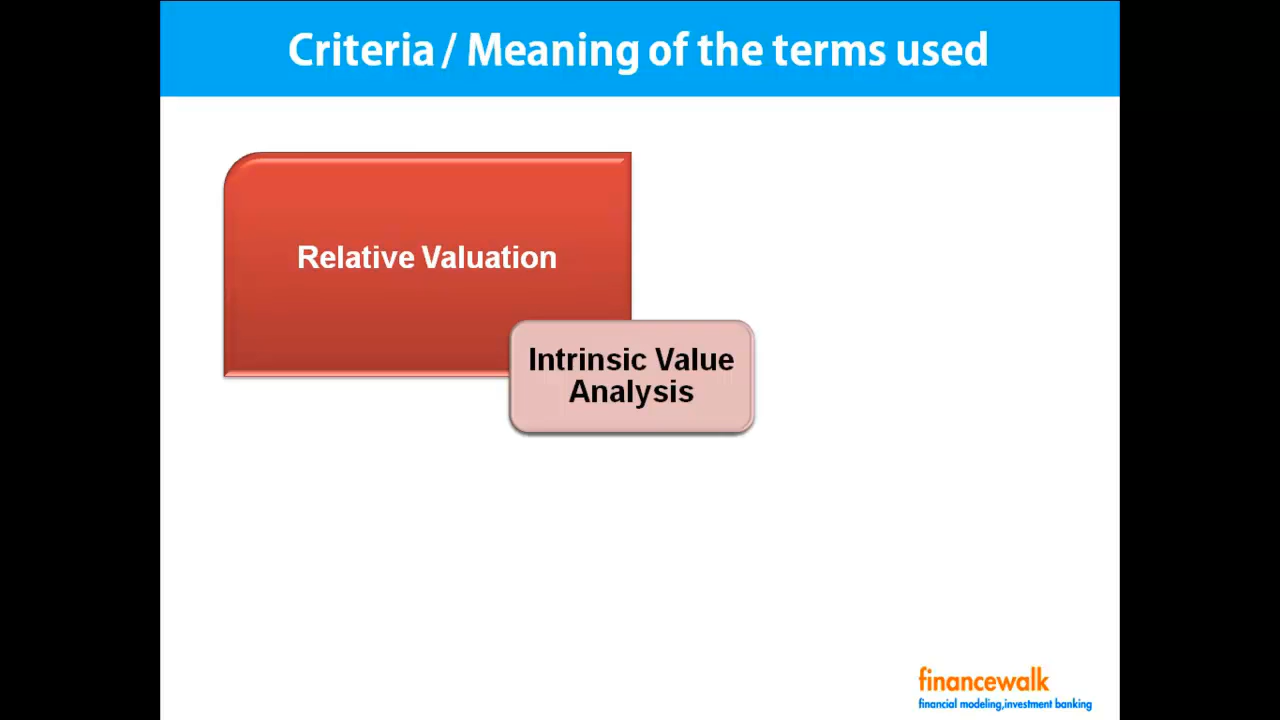 Criteria / Meaning of the terms used
Relative Valuation
Intrinsic Value
Analysis
financewalk
financial modeling,investment banking